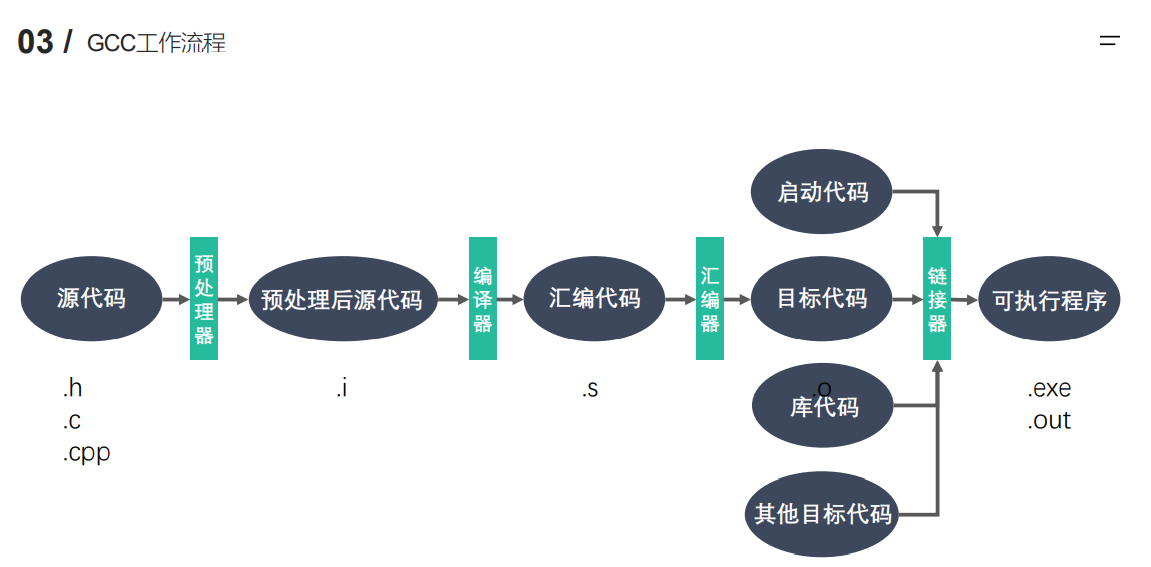 03 / GCC工作流程
启动代码
源代码
预处理器
预处理后源代码
编译器
汇编代码
汇编器
目标代码
链接器
可执行程序
.h
.c
.cpp
.i
.s
.o
库代码
.exe
.out
其他目标代码